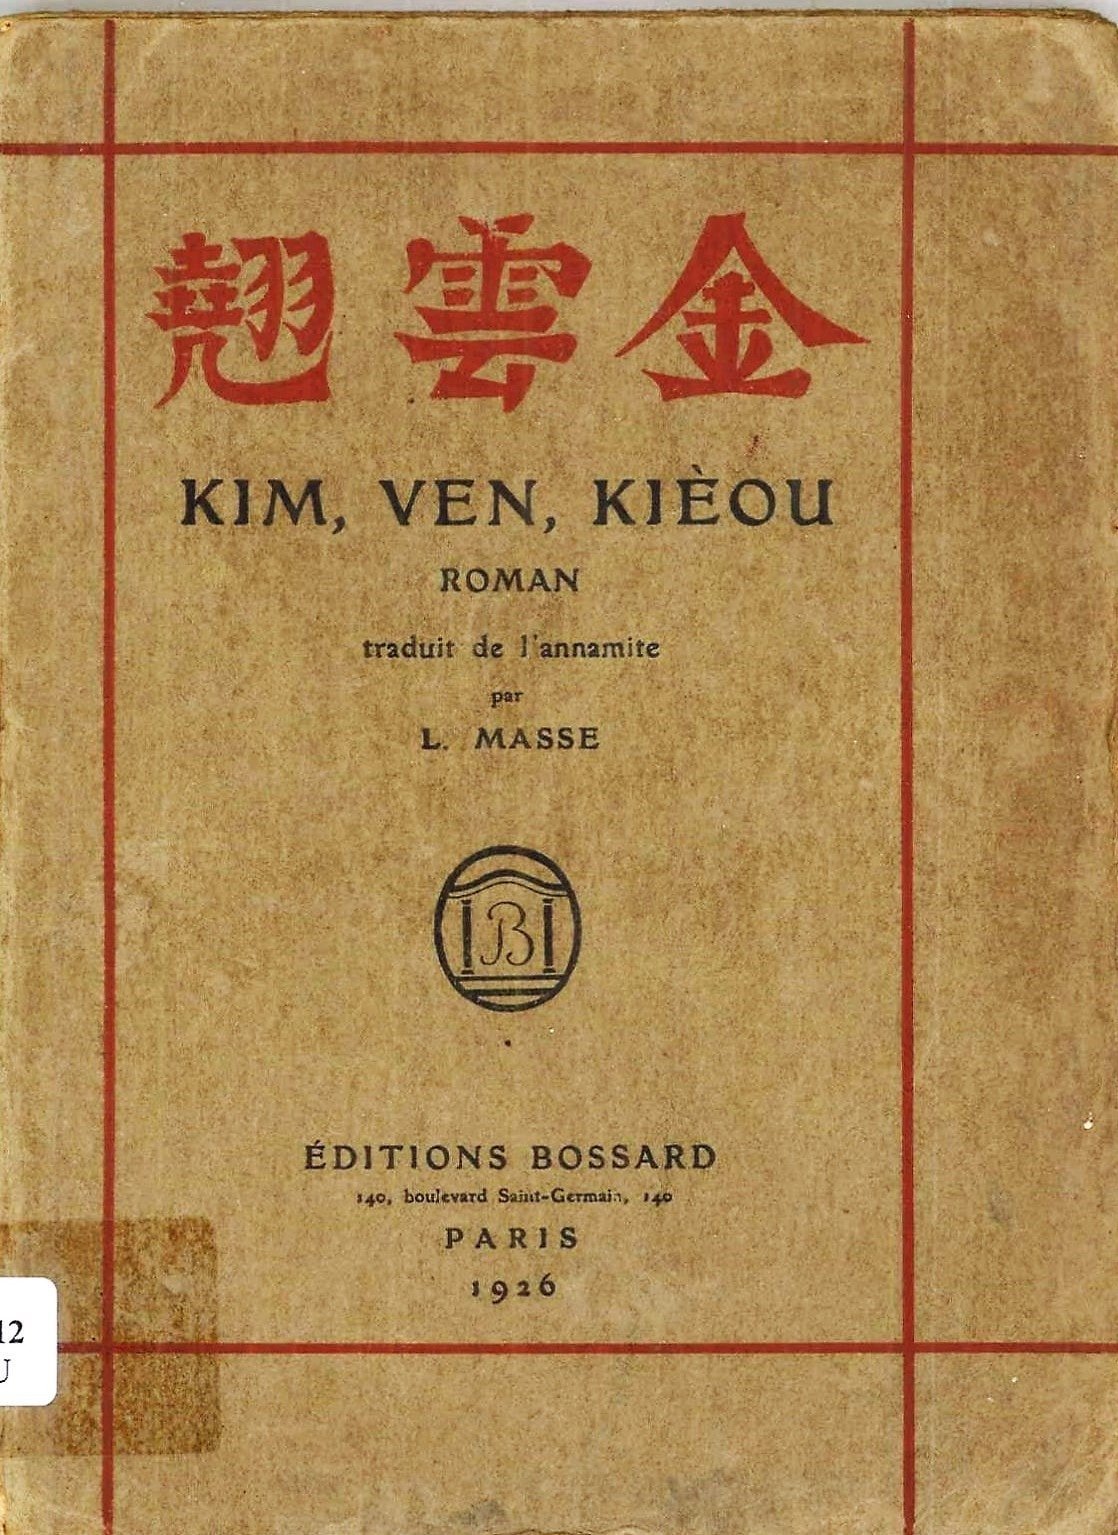 金雲翹
KIM, VEN, KIÈOU
ROMAN
traduit de l'annamite
par
L. MASSE
B
ÉDITIONS BOSSARD
140, boulevard Saint-Germain, 140
PARIS
1926
12
U